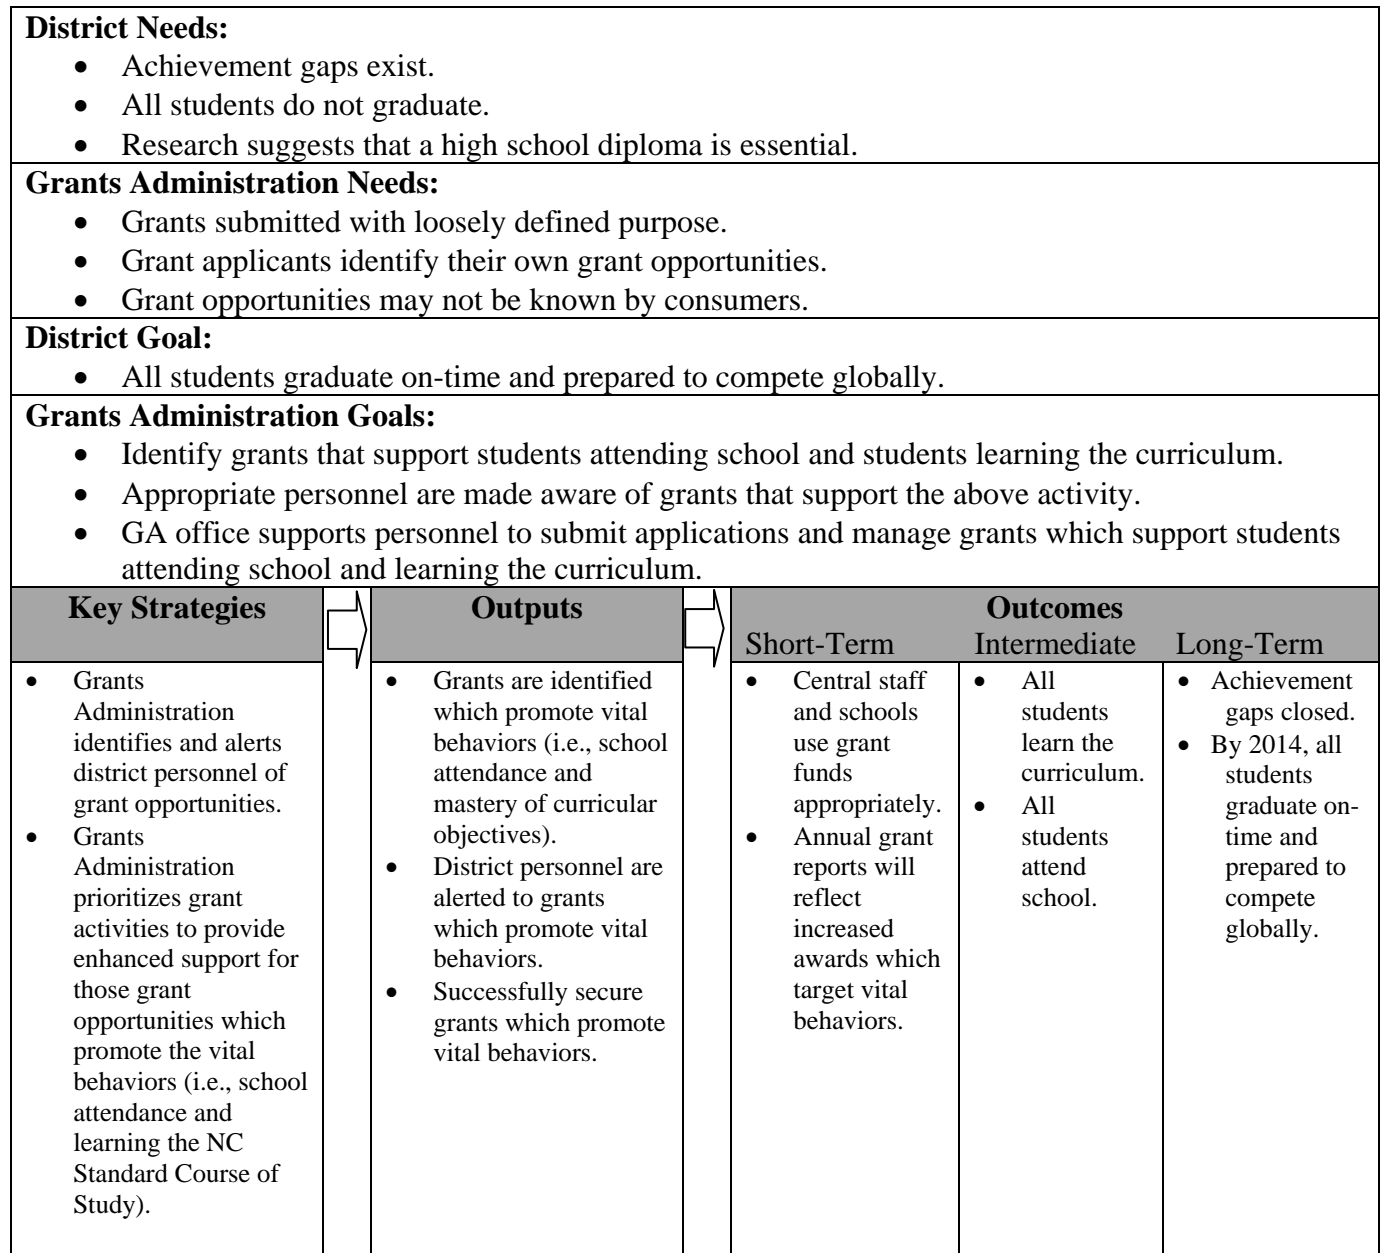 District Needs:
• Achievement gaps exist.
• All students do not graduate.
• Research suggests that a high school diploma is essential.
Grants Administration Needs:
• Grants submitted with loosely defined purpose.
• Grant applicants identify their own grant opportunities.
• Grant opportunities may not be known by consumers.
District Goal:
• All students graduate on-time and prepared to compete globally.
Grants Administration Goals:
• Identify grants that support students attending school and students learning the curriculum.
• Appropriate personnel are made aware of grants that support the above activity.
• GA office supports personnel to submit applications and manage grants which support students
attending school and learning the curriculum.
Key Strategies
Outputs
Outcomes
Short-Term
Intermediate
Long-Term
• Grants
Administration
identifies and alerts
district personnel of
grant opportunities.
• Grants
Administration
prioritizes grant
activities to provide
enhanced support for
those grant
opportunities which
promote the vital
behaviors (i.e., school
attendance and
learning the NC
Standard Course of
Study).
• Grants are identified
which promote vital
behaviors (i.e., school
attendance and
mastery of curricular
objectives).
• District personnel are
alerted to grants
which promote vital
behaviors.
• Successfully secure
grants which promote
vital behaviors.
• Central staff
and schools
use grant
funds
appropriately.
• Annual grant
reports will
reflect
increased
awards which
target vital
behaviors.
• All
students
learn the
curriculum.
• All
students
attend
school.
• Achievement
gaps closed.
• By 2014, all
students
graduate on-
time and
prepared to
compete
globally.